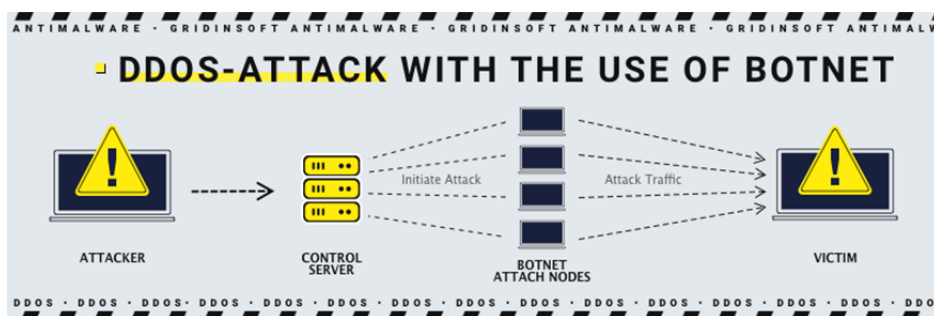 ANTIMALWARE · GRIDINSOFT ANTIMALWARE · GRIDINSOFT ANTIMALWARE · GRIDINSOFT ANTIMALW
DDOS-ATTACK WITH THE USE OF BOTNET
Initiate Attack
Attack Traffic
ATTACKER
CONTROL
SERVER
BOTNET
ATTACH NODES
VICTIM
DDOS · DDOS · DDOS· DDOS · DDOS · DDOS · DDOS · DDOS · DDOS · DDOS · DDOS · DDOS · DDOS · DDOS · DDOS · DDO